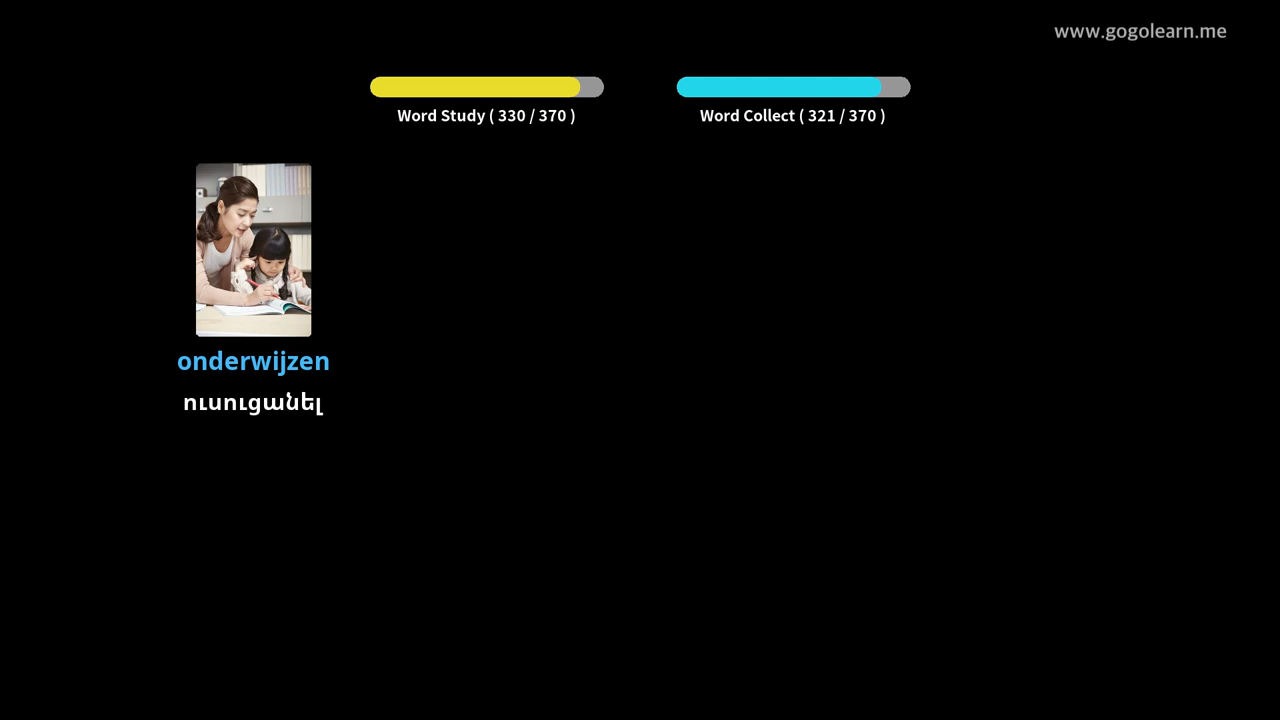 www.gogolearn.me
Word Study ( 330 / 370 )
Word Collect ( 321 / 370 )
onderwijzen
ուսուցանել